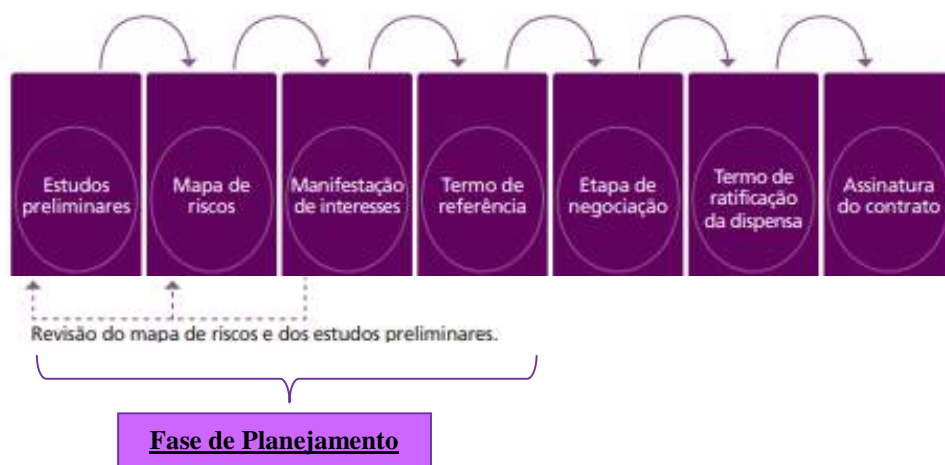 Estudos
preliminares
Mapa de
riscos
Manifestação
de interesses
Termo de
referência
Etapa de
negociação
Termo de
ratificação
da dispensa
Assinatura
do contrato
Revisão do mapa de riscos e dos estudos preliminares.
Fase de Planejamento